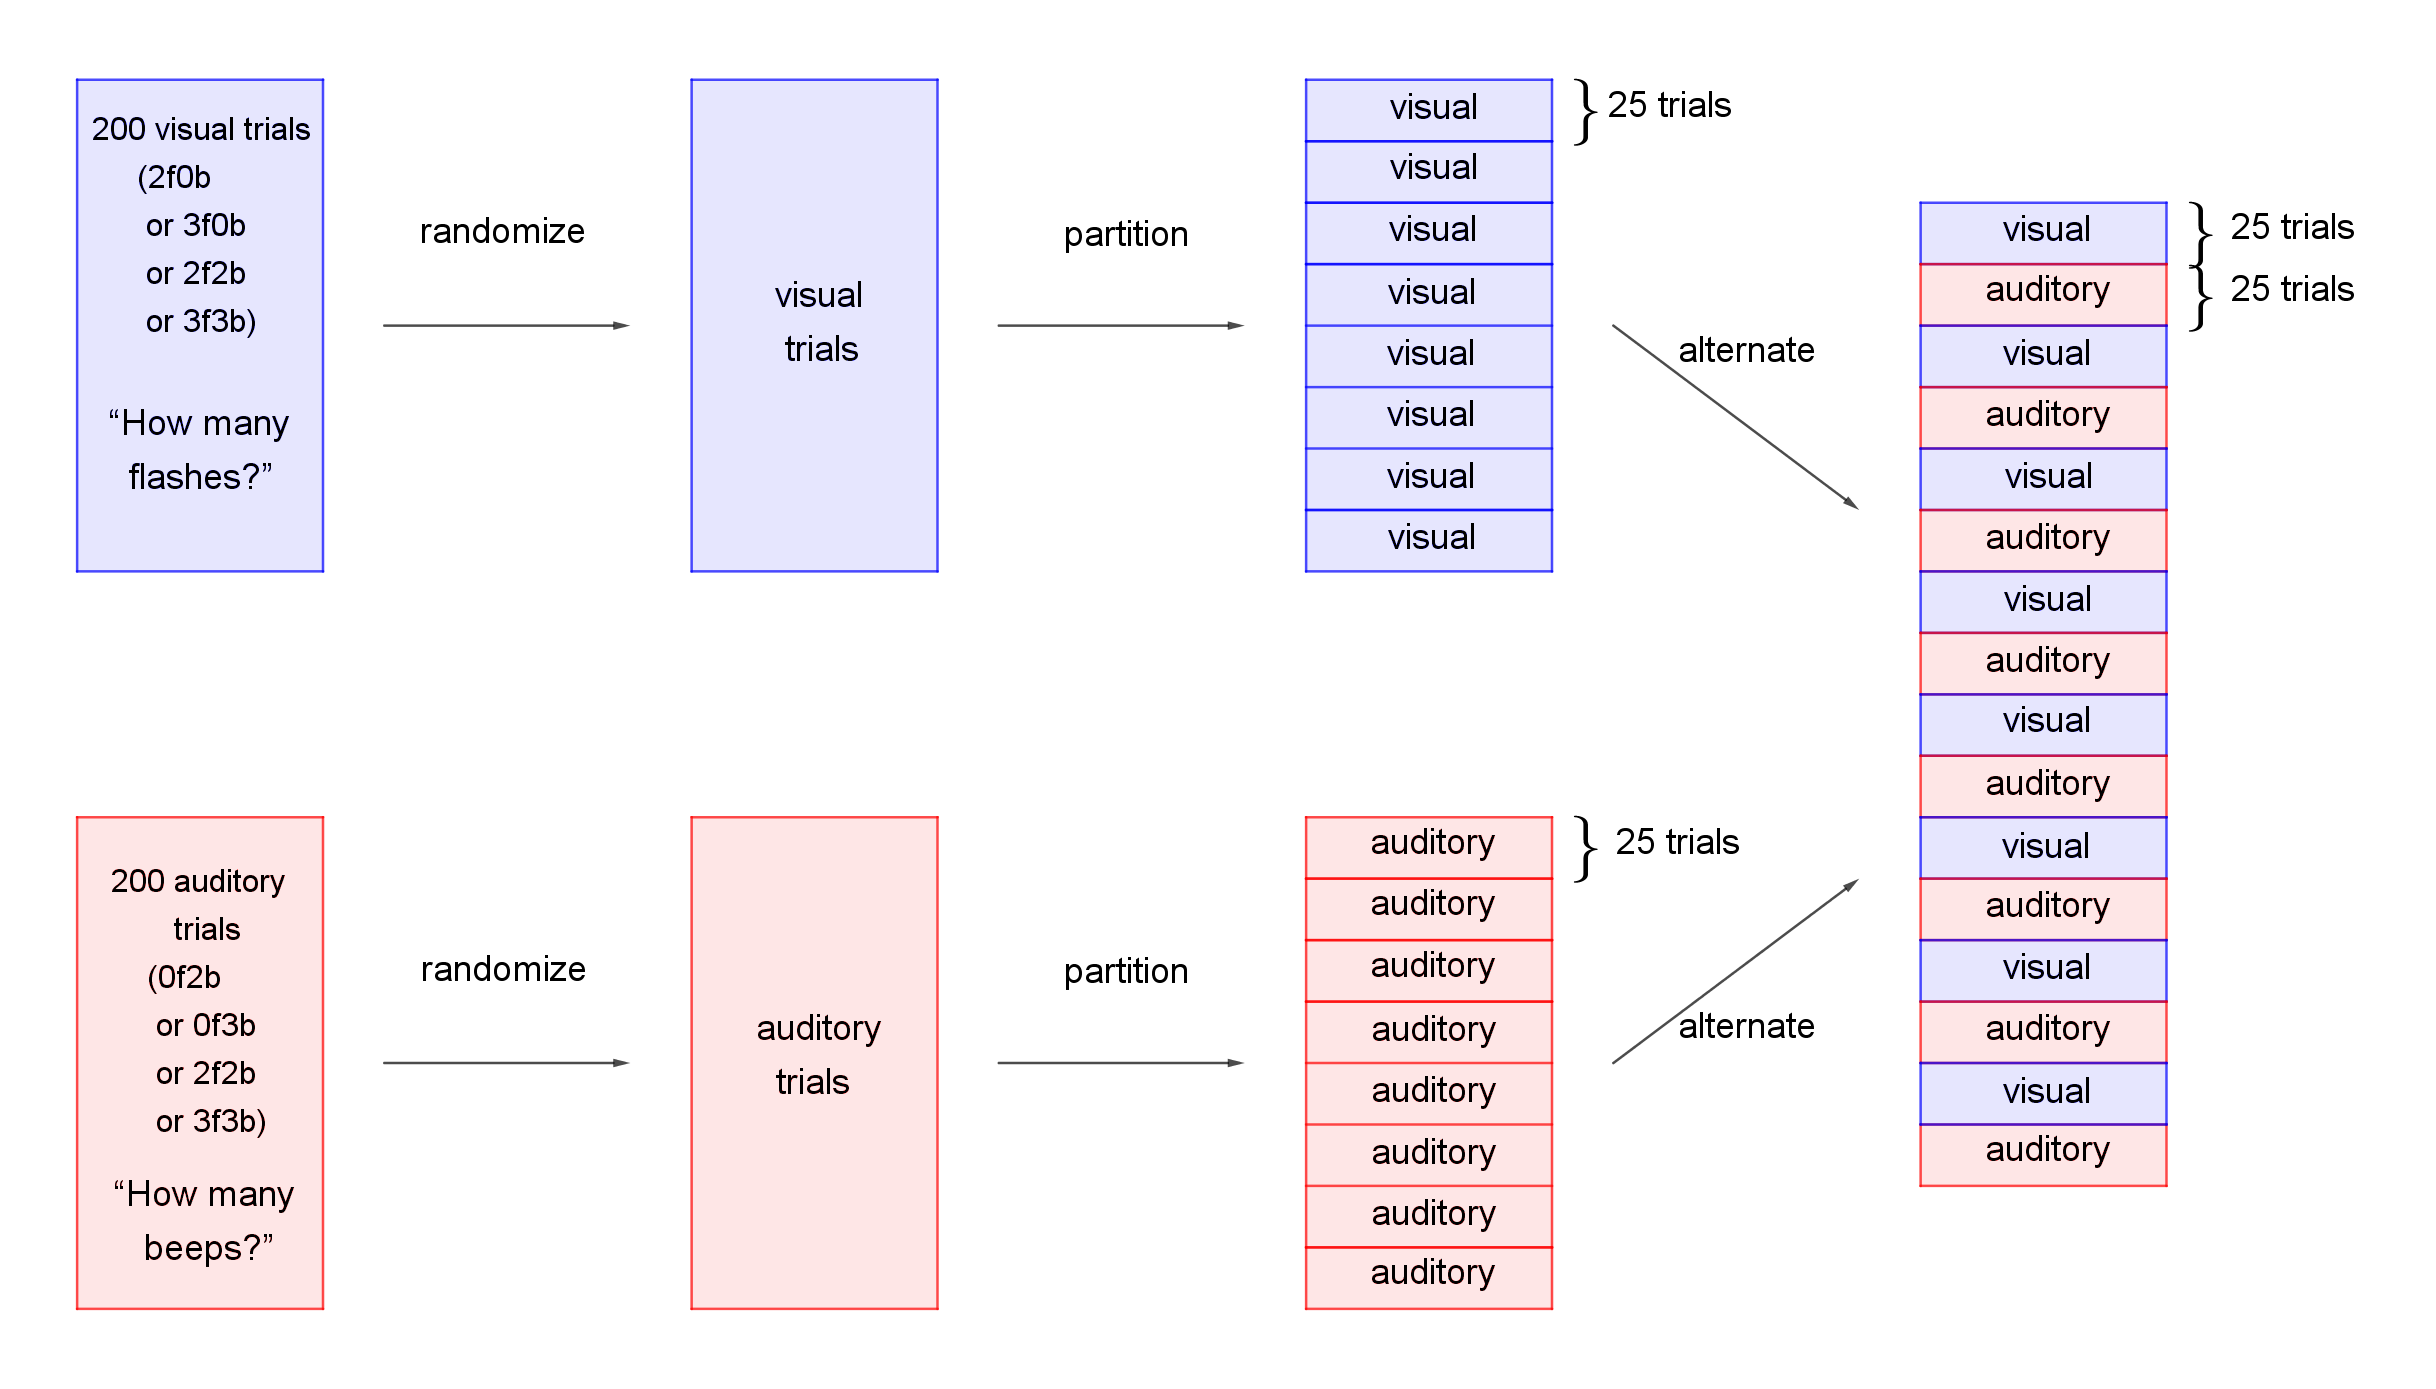 200 visual trials
(2f0b
or 3f0b
or 2f2b
or 3f3b)
“How many
flashes?”
randomize
visual
trials
partition
visual
visual
visual
visual
visual
visual
visual
visual
} 25 trials
alternate
200 auditory
trials
(0f2b
or 0f3b
or 2f2b
or 3f3b)
“How many
beeps?”
randomize
auditory
trials
partition
auditory
auditory
auditory
auditory
auditory
auditory
auditory
auditory
} 25 trials
alternate
visual } 25 trials
auditory } 25 trials
visual
auditory
visual
auditory
visual
auditory
visual
auditory
visual
auditory
visual
auditory
visual
auditory